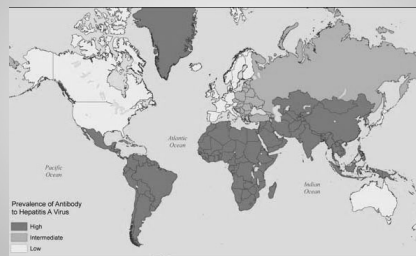 Atlantic
Ocean
Pacific
Ocean
Indian
Ocean
Prevalence of Antibody
to Hepatitis A Virus
High
Intermediate
Low